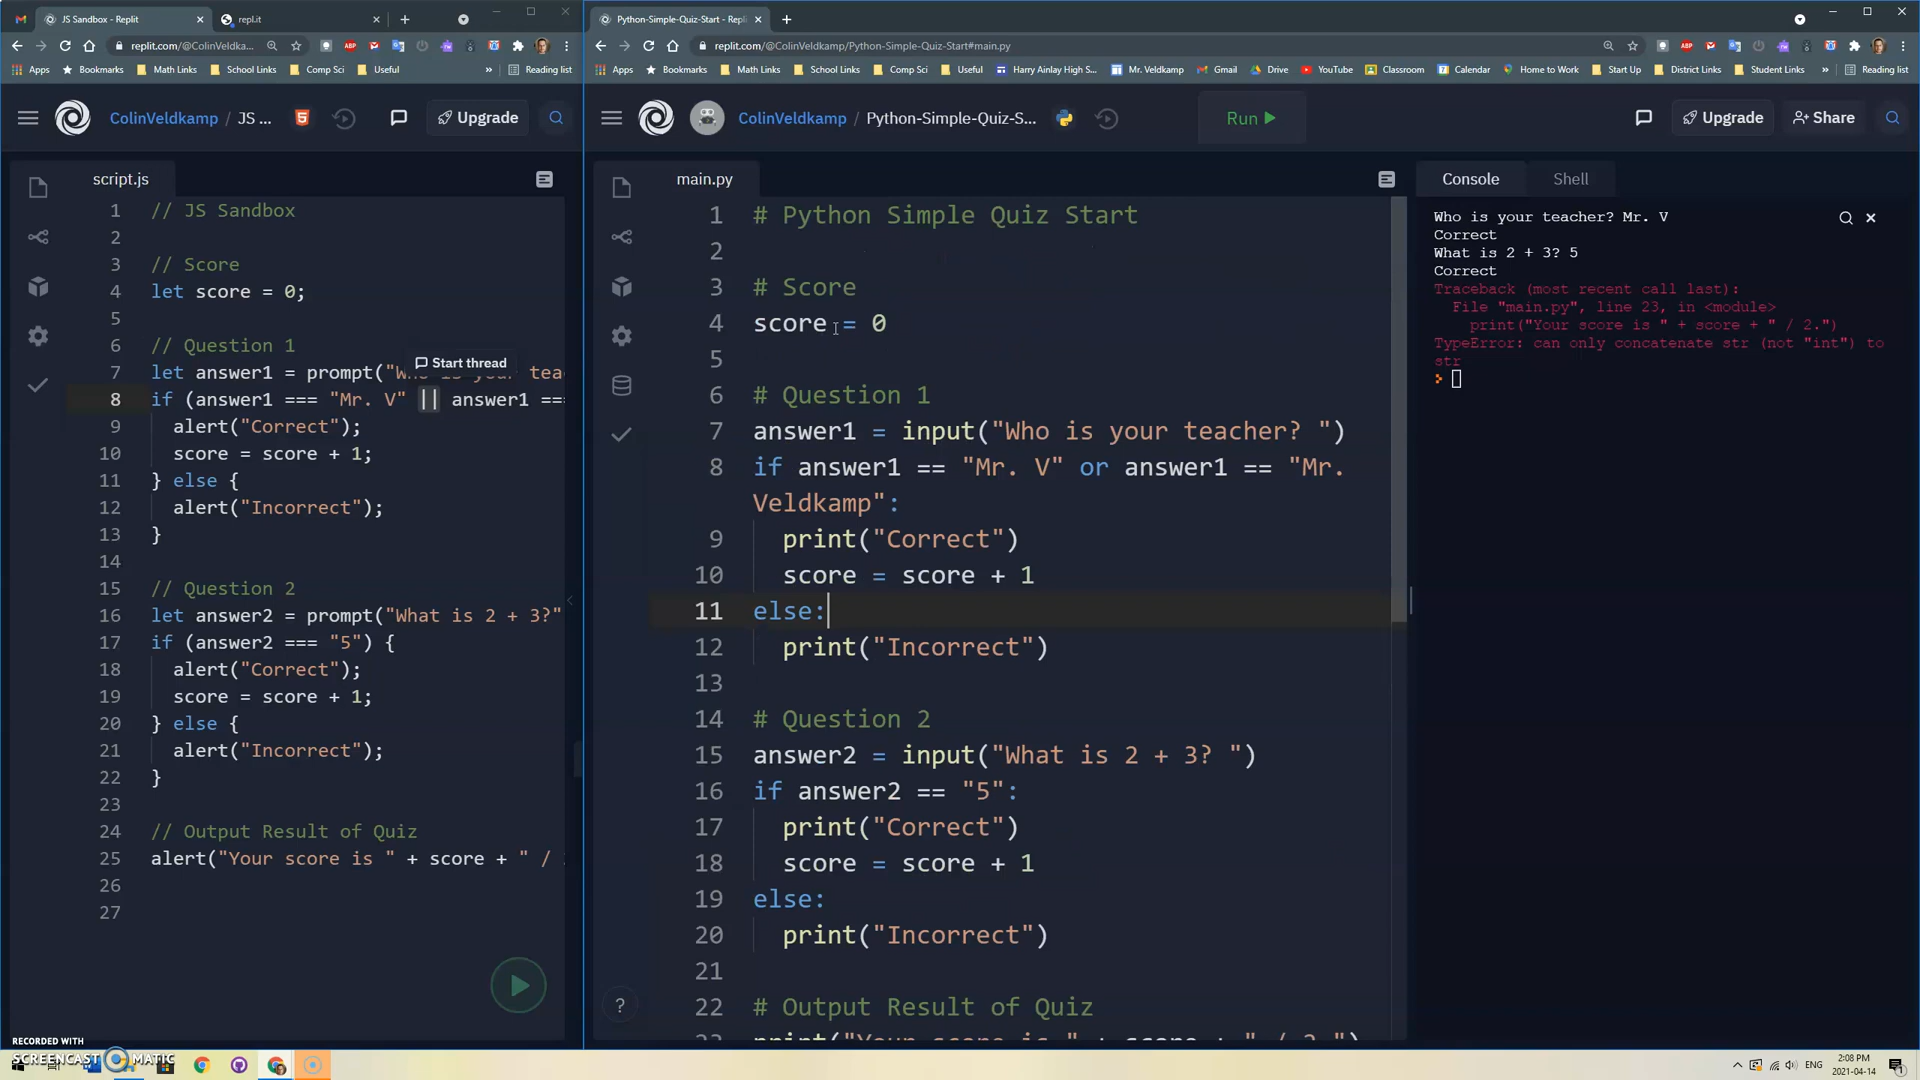 JS Sandbox - Replit
repl.it
Python-Simple-Quiz-Start - Repli
replit.com/@ColinVeldka...
replit.com/@ColinVeldkamp/Python-Simple-Quiz-Start#main.py
Apps Bookmarks Math Links School Links Comp Sci Useful » Reading list
Apps Bookmarks Math Links School Links Comp Sci Useful Harry Ainlay High S... Mr. Veldkamp Gmail Drive YouTube Classroom Calendar Home to Work Start Up District Links Student Links » Reading list
ColinVeldkamp / JS ... Upgrade
ColinVeldkamp / Python-Simple-Quiz-S... Run Upgrade Share
script.js
1 // JS Sandbox
2
3 // Score
4 let score = 0;
5
6 // Question 1
Start thread
7 let answer1 = prompt("Who is your tea
8 if (answer1 === "Mr. V" || answer1 ==
9 alert("Correct");
10 score = score + 1;
11 } else {
12 alert("Incorrect");
13 }
14
15 // Question 2
16 let answer2 = prompt("What is 2 + 3?"
17 if (answer2 === "5") {
18 alert("Correct");
19 score = score + 1;
20 } else {
21 alert("Incorrect");
22 }
23
24 // Output Result of Quiz
25 alert("Your score is " + score + " /
26
27
main.py
1 # Python Simple Quiz Start
2
3 # Score
4 score = 0
5
6 # Question 1
7 answer1 = input("Who is your teacher? ")
8 if answer1 == "Mr. V" or answer1 == "Mr.
Veldkamp":
9 print("Correct")
10 score = score + 1
11 else:
12 print("Incorrect")
13
14 # Question 2
15 answer2 = input("What is 2 + 3? ")
16 if answer2 == "5":
17 print("Correct")
18 score = score + 1
19 else:
20 print("Incorrect")
21
22 # Output Result of Quiz
23 print("Your score is " + score + " / 2.")
Console Shell
Who is your teacher? Mr. V
Correct
What is 2 + 3? 5
Correct
Traceback (most recent call last):
File "main.py", line 23, in <module>
print("Your score is " + score + " / 2.")
TypeError: can only concatenate str (not "int") to
str
?
RECORDED WITH
SCREENCAST MATIC
ENG
2:08 PM
2021-04-14